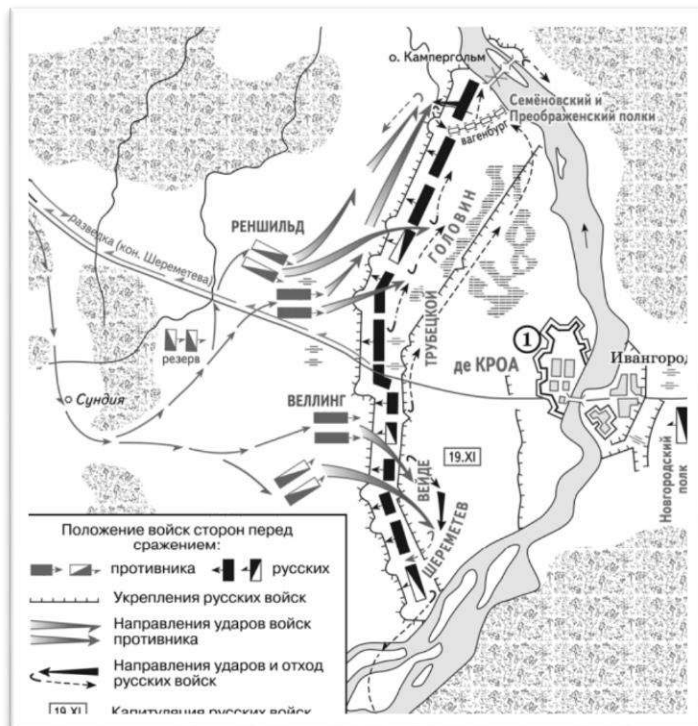 о. Кампергольм
Семёновский и
Преображенский полки
вагенбург
РЕНШИЛЬД
разведка (кон. Шереметева)
ГОЛОВИН
ТРУБЕЦКОЙ
резерв
1
Ивангород
де КРОА
Сундия
ВЕЛЛИНГ
19.XI
ВЕЙДЕ
ШЕРЕМЕТЕВ
Новгородский
полк
Положение войск сторон перед
сражением:
противника
русских
Укрепления русских войск
Направления ударов войск
противника
Направления ударов и отход
русских войск
19.XI Капитуляция русских войск